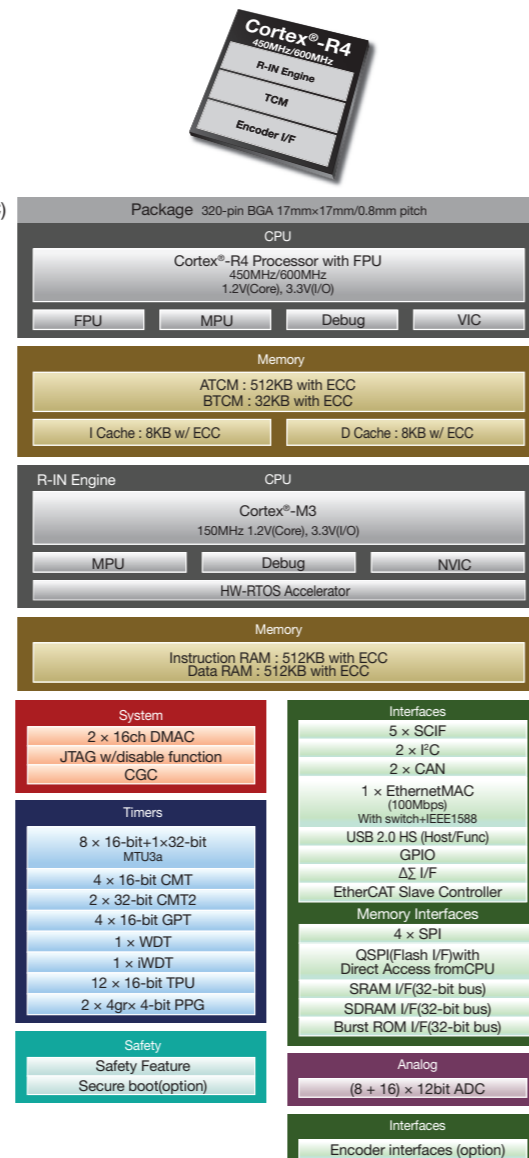 Cortex®-R4
450MHz/600MHz
R-IN Engine
TCM
Encoder I/F
)
Package 320-pin BGA 17mm×17mm/0.8mm pitch
CPU
Cortex®-R4 Processor with FPU
450MHz/600MHz
1.2V(Core), 3.3V(I/O)
FPU
MPU
Debug
VIC
Memory
ATCM : 512KB with ECC
BTCM : 32KB with ECC
I Cache : 8KB w/ ECC
D Cache : 8KB w/ ECC
R-IN Engine
CPU
Cortex®-M3
150MHz 1.2V(Core), 3.3V(I/O)
MPU
Debug
NVIC
HW-RTOS Accelerator
Memory
Instruction RAM : 512KB with ECC
Data RAM : 512KB with ECC
System
2 × 16ch DMAC
JTAG w/disable function
CGC
Timers
8 × 16-bit+1×32-bit
MTU3a
4 × 16-bit CMT
2 × 32-bit CMT2
4 × 16-bit GPT
1 × WDT
1 × iWDT
12 × 16-bit TPU
2 × 4gr× 4-bit PPG
Safety
Safety Feature
Secure boot(option)
Interfaces
5 × SCIF
2 × I²C
2 × CAN
1 × EthernetMAC
(100Mbps)
With switch+IEEE1588
USB 2.0 HS (Host/Func)
GPIO
ΔΣ I/F
EtherCAT Slave Controller
Memory Interfaces
4 × SPI
QSPI(Flash I/F)with
Direct Access fromCPU
SRAM I/F(32-bit bus)
SDRAM I/F(32-bit bus)
Burst ROM I/F(32-bit bus)
Analog
(8 + 16) × 12bit ADC
Interfaces
Encoder interfaces (option)